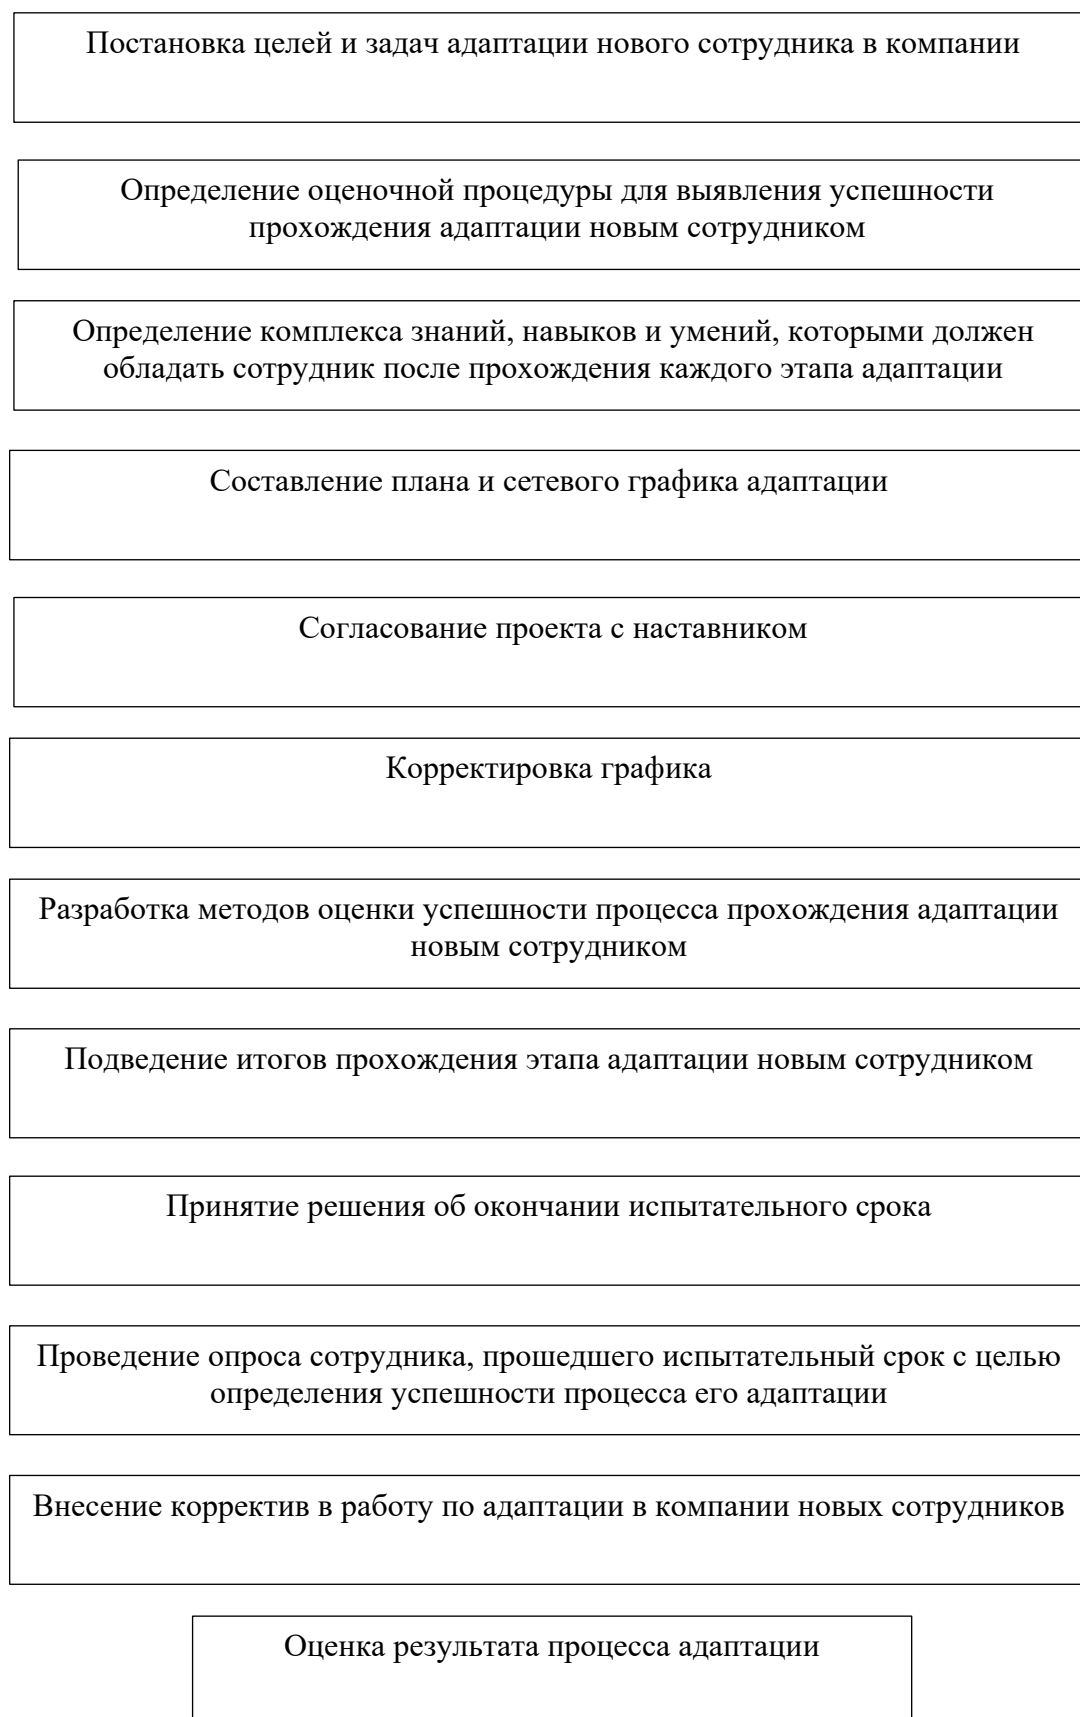 Постановка целей и задач адаптации нового сотрудника в компании
Определение оценочной процедуры для выявления успешности
прохождения адаптации новым сотрудником
Определение комплекса знаний, навыков и умений, которыми должен
обладать сотрудник после прохождения каждого этапа адаптации
Составление плана и сетевого графика адаптации
Согласование проекта с наставником
Корректировка графика
Разработка методов оценки успешности процесса прохождения адаптации
новым сотрудником
Подведение итогов прохождения этапа адаптации новым сотрудником
Принятие решения об окончании испытательного срока
Проведение опроса сотрудника, прошедшего испытательный срок с целью
определения успешности процесса его адаптации
Внесение корректив в работу по адаптации в компании новых сотрудников
Оценка результата процесса адаптации